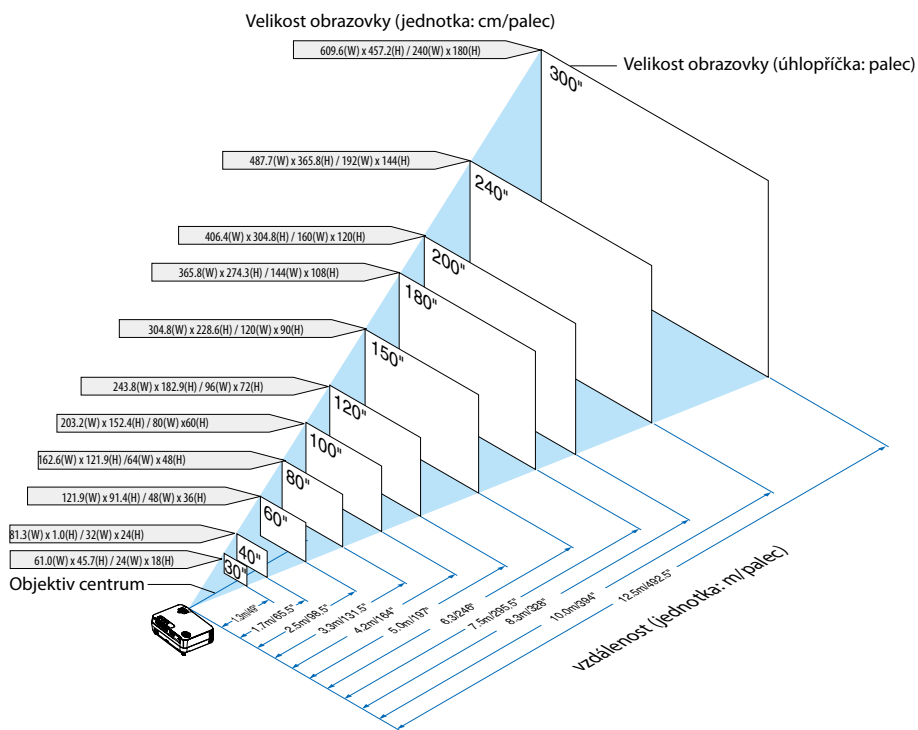 Velikost obrazovky (jednotka: cm/palec)
609.6(W) x 457.2(H) / 240(W) x 180(H)
Velikost obrazovky (úhlopříčka: palec)
300"
487.7(W) x 365.8(H) / 192(W) x 144(H)
240"
406.4(W) x 304.8(H) / 160(W) x 120(H)
200"
365.8(W) x 274.3(H) / 144(W) x 108(H)
180"
304.8(W) x 228.6(H) / 120(W) x 90(H)
150"
243.8(W) x 182.9(H) / 96(W) x 72(H)
120"
203.2(W) x 152.4(H) / 80(W) x60(H)
100"
162.6(W) x 121.9(H) /64(W) x 48(H)
80"
121.9(W) x 91.4(H) / 48(W) x 36(H)
60"
81.3(W) x 1.0(H) / 32(W) x 24(H)
40"
61.0(W) x 45.7(H) / 24(W) x 18(H)
30"
Objektiv centrum
1.7m/65.5"
2.5m/98.5"
3.3m/131.5"
4.2m/164"
5.0m/197"
6.3/246"
7.5m/295.5"
8.3m/328"
10.0m/394"
12.5m/492.5"
vzdálenost (jednotka: m/palec)